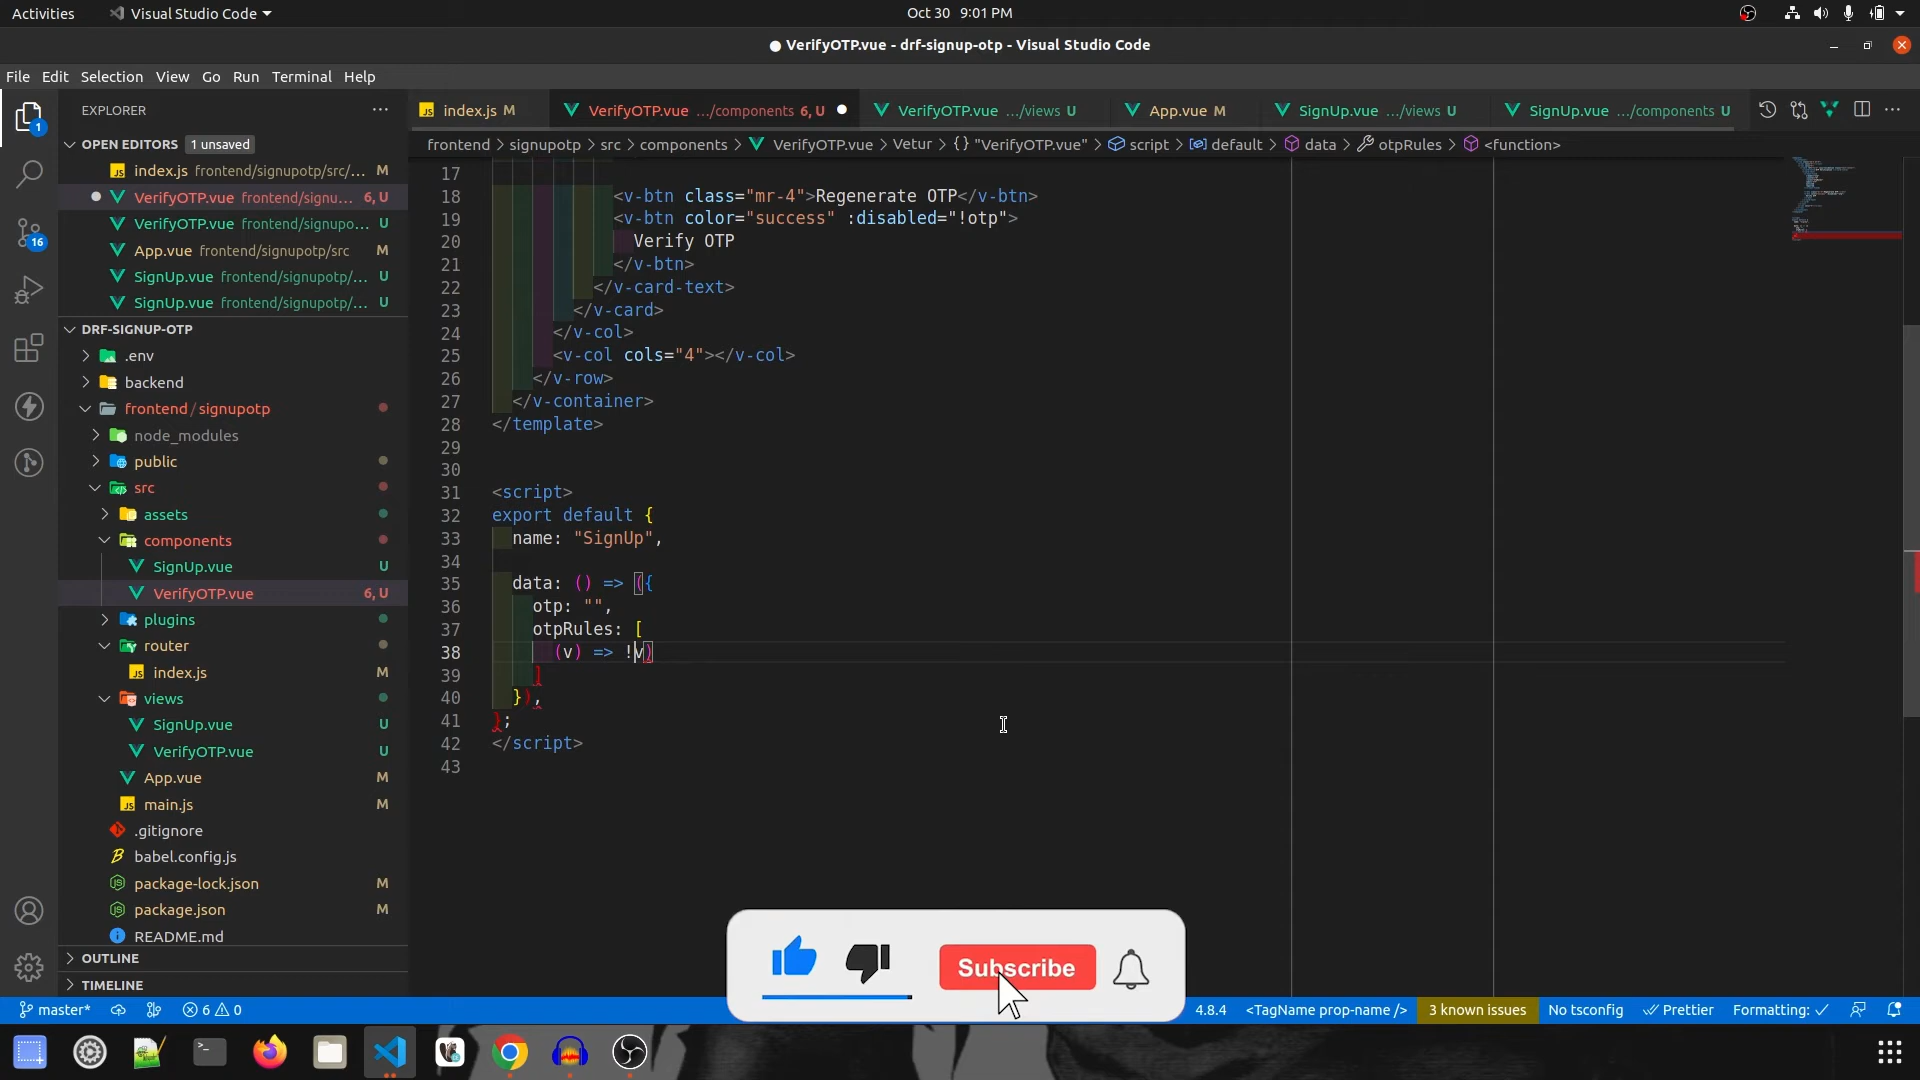 Activities
Visual Studio Code
Oct 30 9:01 PM
● VerifyOTP.vue - drf-signup-otp - Visual Studio Code
File Edit Selection View Go Run Terminal Help
EXPLORER
index.js M
VerifyOTP.vue .../components 6, U
VerifyOTP.vue .../views U
App.vue M
SignUp.vue .../views U
SignUp.vue .../components U
OPEN EDITORS 1 unsaved
index.js frontend/signupotp/src/... M
VerifyOTP.vue frontend/signu... 6, U
VerifyOTP.vue frontend/signupo... U
App.vue frontend/signupotp/src M
SignUp.vue frontend/signupotp/... U
SignUp.vue frontend/signupotp/... U
DRF-SIGNUP-OTP
.env
backend
frontend / signupotp
node_modules
public
src
assets
components
SignUp.vue U
VerifyOTP.vue 6, U
plugins
router
index.js M
views
SignUp.vue U
VerifyOTP.vue U
App.vue M
main.js M
.gitignore
babel.config.js
package-lock.json M
package.json M
README.md
OUTLINE
TIMELINE
1
16
frontend > signupotp > src > components > VerifyOTP.vue > Vetur > {} "VerifyOTP.vue" > script > default > data > otpRules > <function>
17
18 <v-btn class="mr-4">Regenerate OTP</v-btn>
19 <v-btn color="success" :disabled="!otp">
20 Verify OTP
21 </v-btn>
22 </v-card-text>
23 </v-card>
24 </v-col>
25 <v-col cols="4"></v-col>
26 </v-row>
27 </v-container>
28 </template>
29
30
31 <script>
32 export default {
33 name: "SignUp",
34
35 data: () => ({
36 otp: "",
37 otpRules: [
38 (v) => !v)
39 ]
40 }),
41 };
42 </script>
43
Subscribe
master* 6 0
4.8.4 <TagName prop-name /> 3 known issues No tsconfig Prettier Formatting: ✓